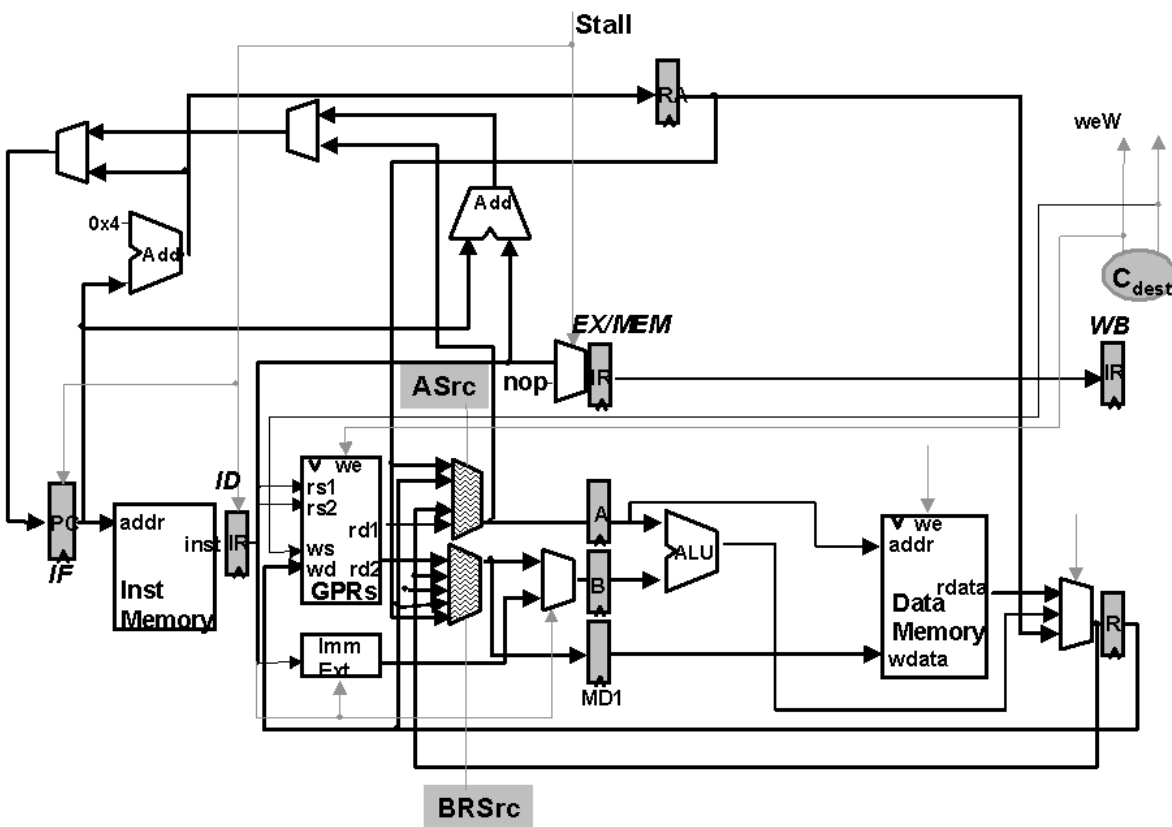 Stall
RA
weW
Add
0x4
Add
C dest
EX/MEM
WB
nop
IR
IR
ASrc
ID
we
rs1
rs2
rd1
ws
wd
rd2
GPRs
PC
IF
addr
inst
IR
Inst
Memory
A
ALU
B
we
addr
rdata
Data
Memory
wdata
R
Imm
Ext
MD1
BRSrc